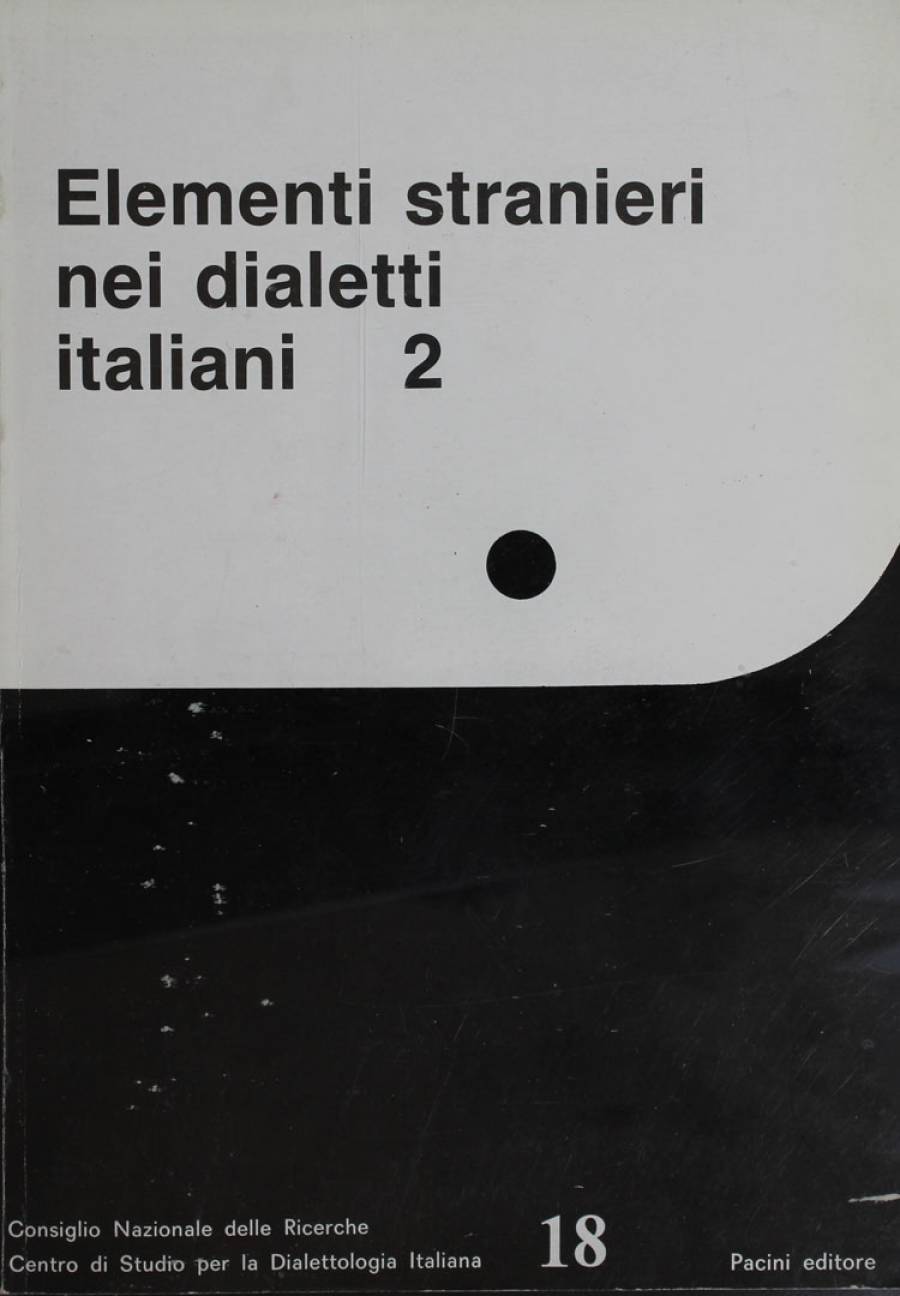 Elementi stranieri
nei dialetti
italiani 2
Consiglio Nazionale delle Ricerche
Centro di Studio per la Dialettologia Italiana
18
Pacini editore